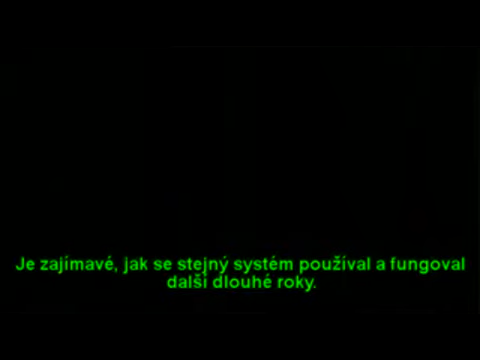 Je zajímavé, jak se stejný systém používal a fungoval
další dlouhé roky.